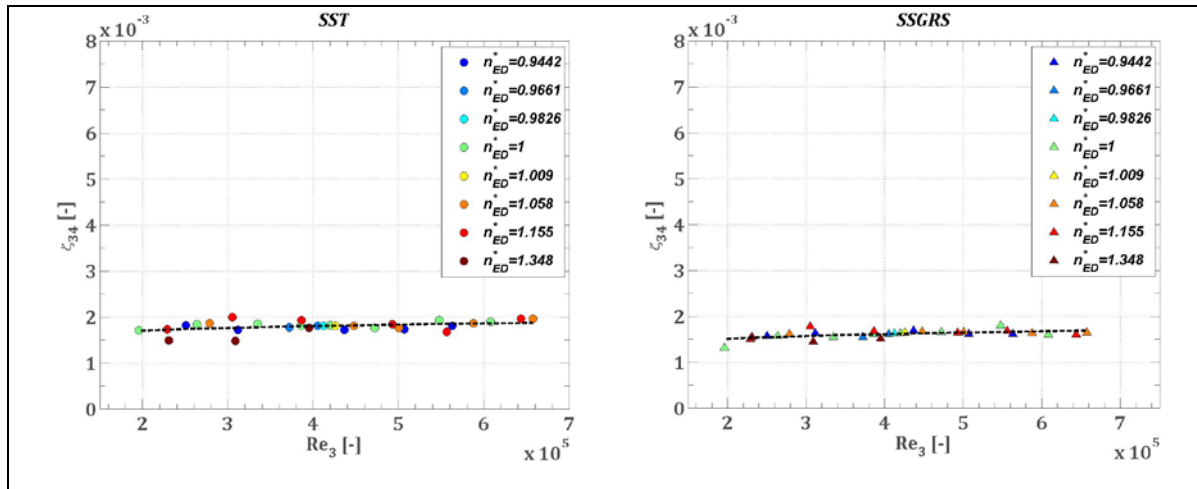 SST
x 10^-3
8
7
6
5
4
3
2
1
0
ζ34 [-]
2 3 4 5 6 7
Re3 [-]
x 10^5
n*ED=0.9442
n*ED=0.9661
n*ED=0.9826
n*ED=1
n*ED=1.009
n*ED=1.058
n*ED=1.155
n*ED=1.348
SSGRS
x 10^-3
8
7
6
5
4
3
2
1
0
ζ34 [-]
2 3 4 5 6 7
Re3 [-]
x 10^5
n*ED=0.9442
n*ED=0.9661
n*ED=0.9826
n*ED=1
n*ED=1.009
n*ED=1.058
n*ED=1.155
n*ED=1.348